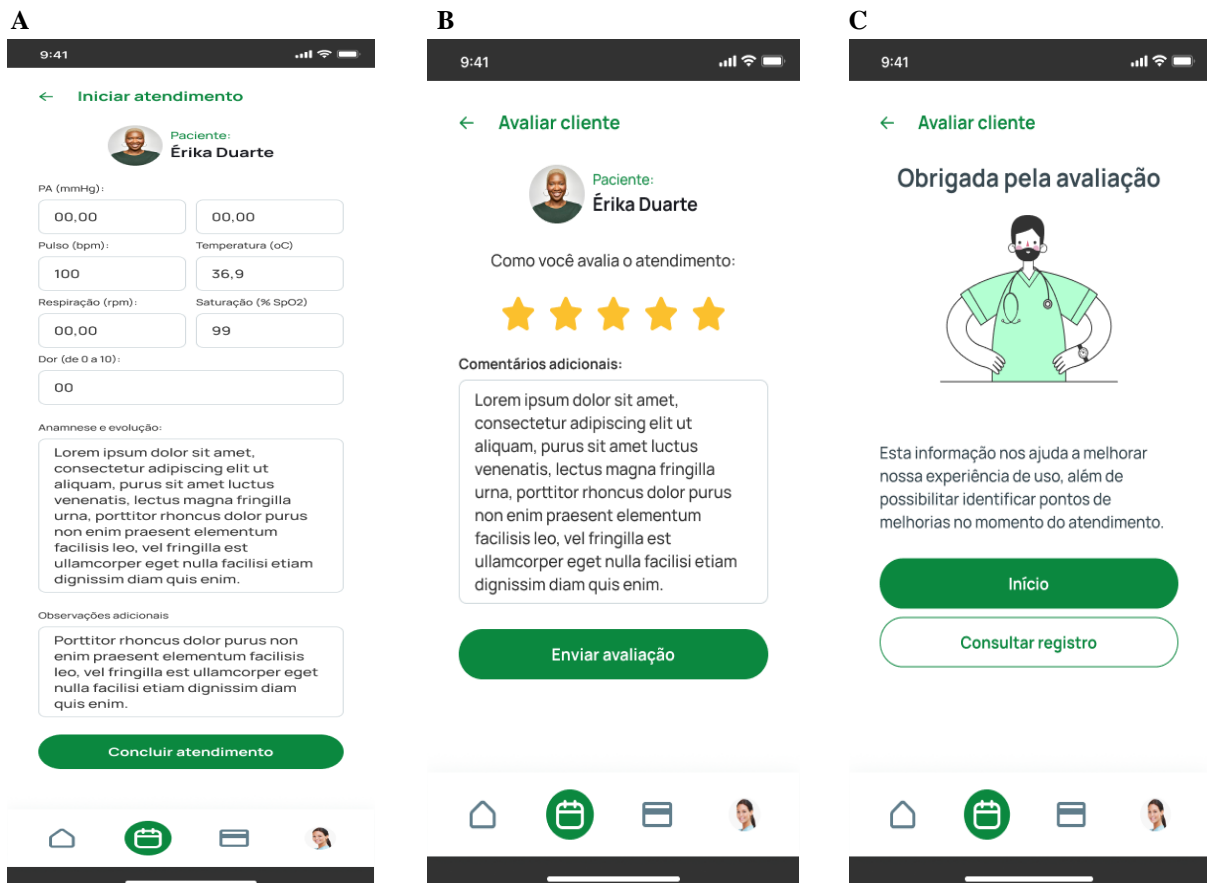 A
9:41
Iniciar atendimento
Paciente:
Érika Duarte
PA (mmHg):
00,00 00,00
Pulso (bpm): Temperatura (oC)
100 36,9
Respiração (rpm): Saturação (% SpO2)
00,00 99
Dor (de 0 a 10):
00
Anamnese e evolução:
Lorem ipsum dolor sit amet,
consectetur adipiscing elit ut
aliquam, purus sit amet luctus
venenatis, lectus magna fringilla
urna, porttitor rhoncus dolor purus
non enim praesent elementum
facilisis leo, vel fringilla est
ullamcorper eget nulla facilisi etiam
dignissim diam quis enim.
Observações adicionais
Porttitor rhoncus dolor purus non
enim praesent elementum facilisis
leo, vel fringilla est ullamcorper eget
nulla facilisi etiam dignissim diam
quis enim.
Concluir atendimento
B
9:41
Avaliar cliente
Paciente:
Érika Duarte
Como você avalia o atendimento:
Comentários adicionais:
Lorem ipsum dolor sit amet,
consectetur adipiscing elit ut
aliquam, purus sit amet luctus
venenatis, lectus magna fringilla
urna, porttitor rhoncus dolor purus
non enim praesent elementum
facilisis leo, vel fringilla est
ullamcorper eget nulla facilisi etiam
dignissim diam quis enim.
Enviar avaliação
C
9:41
Avaliar cliente
Obrigada pela avaliação
Esta informação nos ajuda a melhorar
nossa experiência de uso, além de
possibilitar identificar pontos de
melhorias no momento do atendimento.
Início
Consultar registro